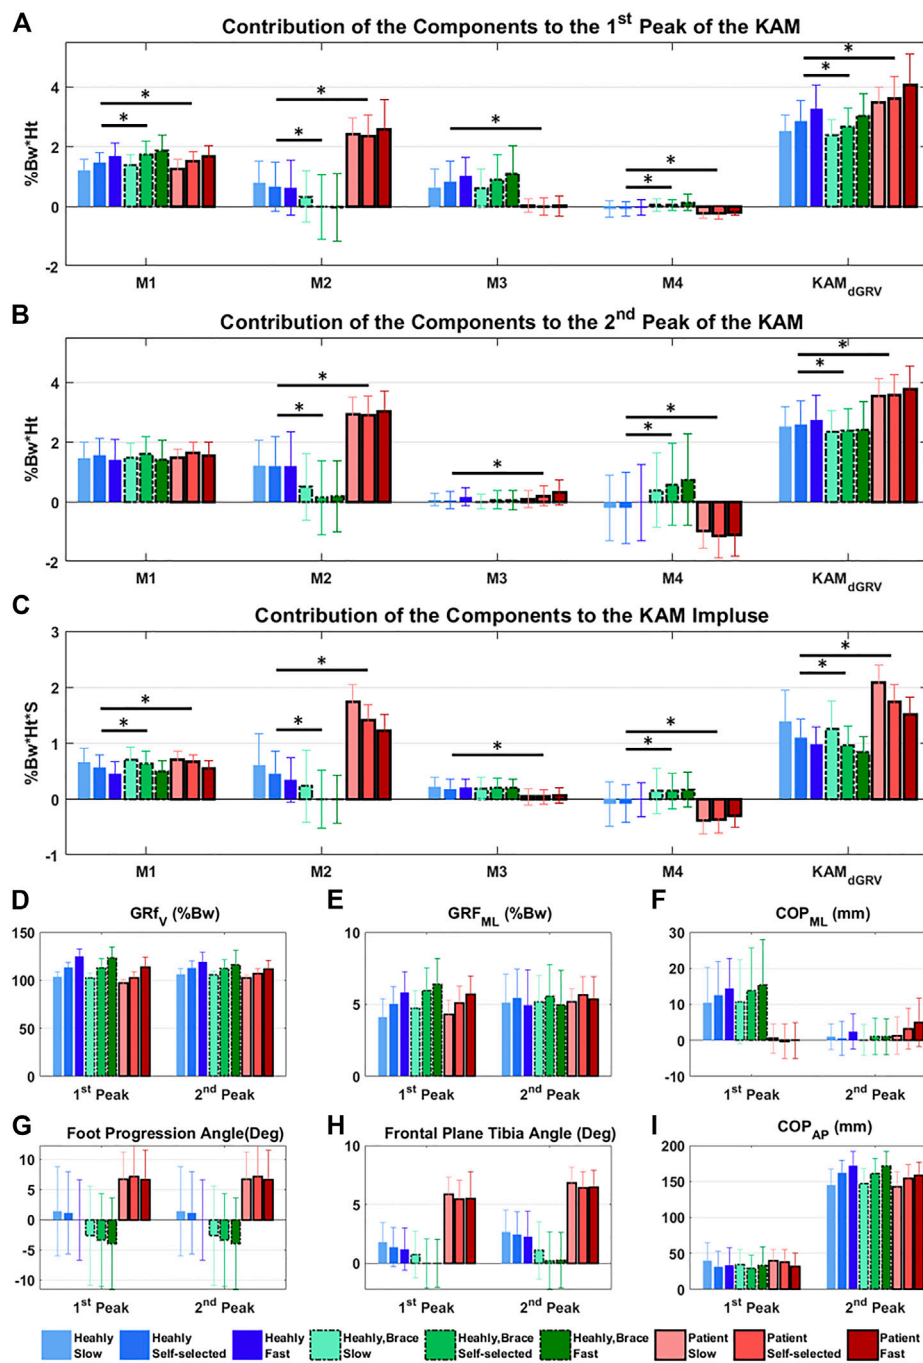 A Contribution of the Components to the 1st Peak of the KAM
%Bw*Ht
4
2
0
-2
* * * * * * * * *
M1 M2 M3 M4 KAMdGRV
B Contribution of the Components to the 2nd Peak of the KAM
%Bw*Ht
4
2
0
-2
* * * * * * *
M1 M2 M3 M4 KAMdGRV
C Contribution of the Components to the KAM Impluse
%Bw*Ht*S
3
2
1
0
-1
* * * * * * * * *
M1 M2 M3 M4 KAMdGRV
D GRfV (%Bw)
150
100
50
0
1st Peak 2nd Peak
E GRFML (%Bw)
10
5
0
1st Peak 2nd Peak
F COPML (mm)
30
20
10
0
-10
1st Peak 2nd Peak
G Foot Progression Angle(Deg)
10
5
0
-5
-10
1st Peak 2nd Peak
H Frontal Plane Tibia Angle (Deg)
10
5
0
1st Peak 2nd Peak
I COPAP (mm)
200
150
100
50
0
1st Peak 2nd Peak
Heahly Slow
Heahly Self-selected
Heahly Fast
Heahly,Brace Slow
Heahly,Brace Self-selected
Heahly,Brace Fast
Patient Slow
Patient Self-selected
Patient Fast